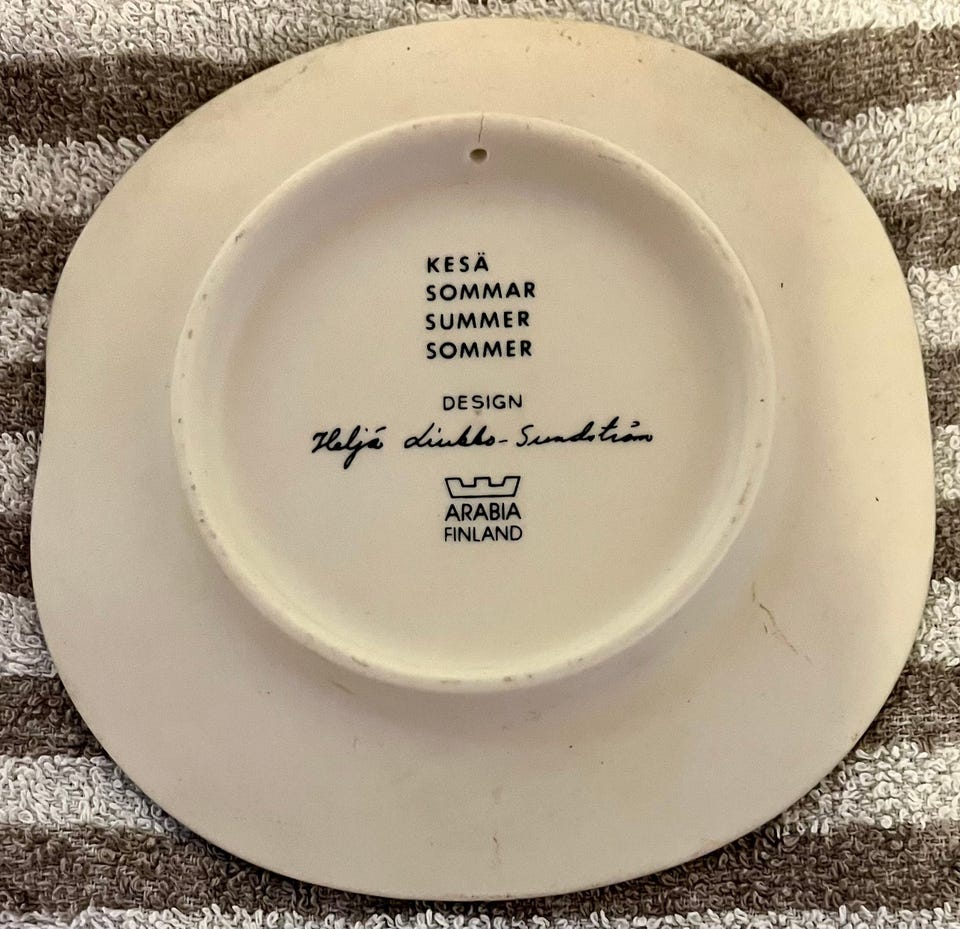 KESÄ
SOMMAR
SUMMER
SOMMER
DESIGN
Heljä Liukko-Sundström
ARABIA
FINLAND